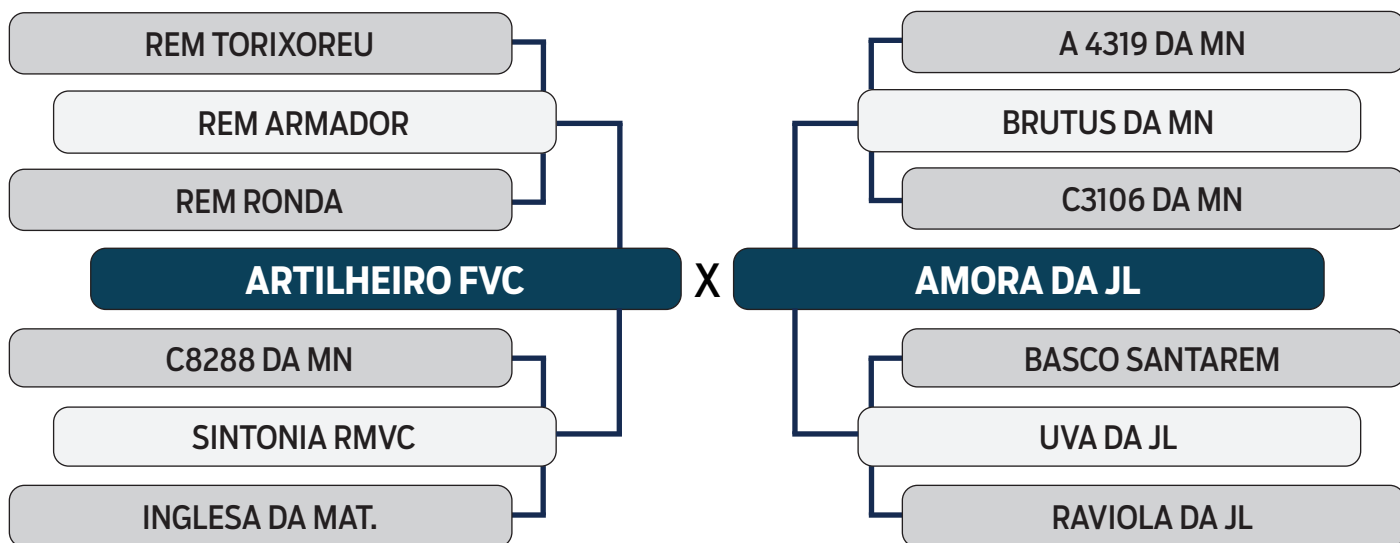 REM TORIXOREU
A 4319 DA MN
REM ARMADOR
BRUTUS DA MN
REM RONDA
C3106 DA MN
ARTILHEIRO FVC X AMORA DA JL
C8288 DA MN
BASCO SANTAREM
SINTONIA RMVC
UVA DA JL
INGLESA DA MAT.
RAVIOLA DA JL